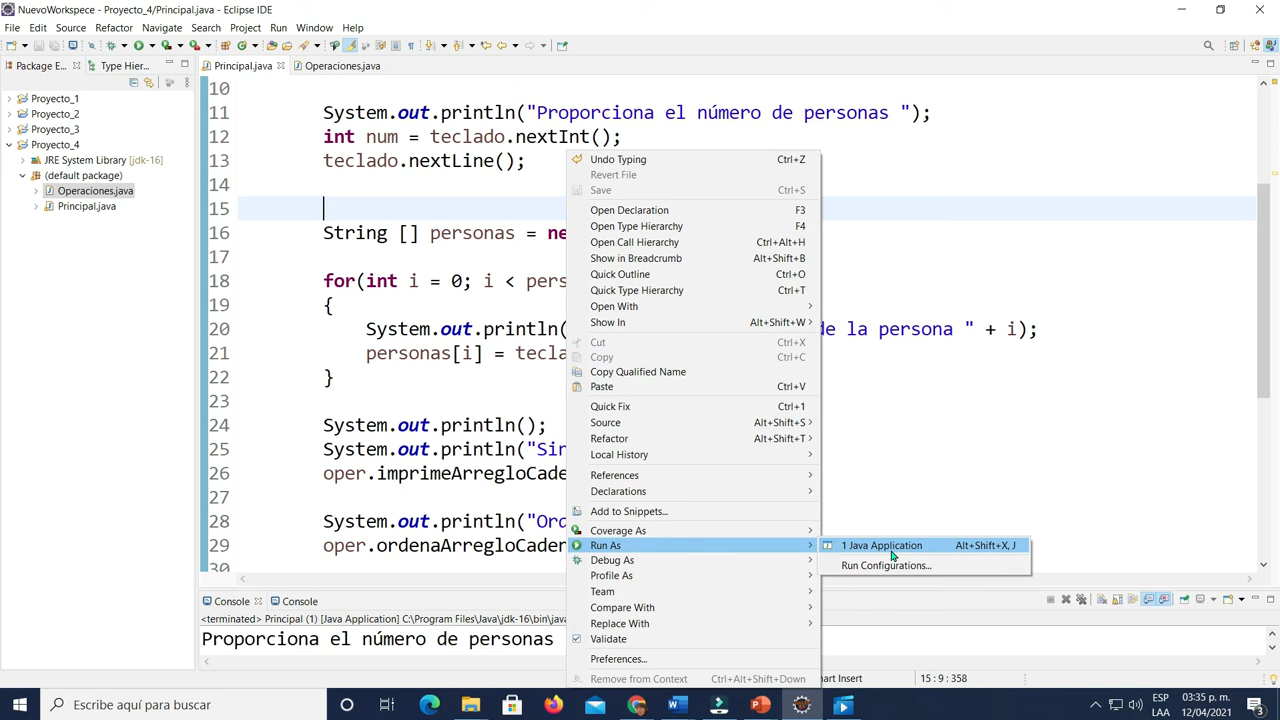 NuevoWorkspece - Proyecto_4/Principal.java - Eclipse IDE
File Edit Source Refactor Navigate Search Project Run Window Help
Package E... Type Hier...
Proyecto_1
Proyecto_2
Proyecto_3
Proyecto_4
JRE System Library [jdk-16]
(default package)
Operaciones.java
Principal.java
Principal.java Operaciones.java
10
11 System.out.println("Proporciona el número de personas ");
12 int num = teclado.nextInt();
13 teclado.nextLine();
14
15
16 String [] personas = ne
17
18 for(int i = 0; i < pers
19 {
20 System.out.println( de la persona " + i);
21 personas[i] = tecla
22 }
23
24 System.out.println();
25 System.out.println("Sin
26 oper.imprimeArregloCade
27
28 System.out.println("Ord
29 oper.ordenaArregloCaden
30
Undo Typing Ctrl+Z
Revert File
Save Ctrl+S
Open Declaration F3
Open Type Hierarchy F4
Open Call Hierarchy Ctrl+Alt+H
Show in Breadcrumb Alt+Shift+B
Quick Outline Ctrl+O
Quick Type Hierarchy Ctrl+T
Open With
Show In Alt+Shift+W
Cut Ctrl+X
Copy Ctrl+C
Copy Qualified Name
Paste Ctrl+V
Quick Fix Ctrl+1
Source Alt+Shift+S
Refactor Alt+Shift+T
Local History
References
Declarations
Add to Snippets...
Coverage As
Run As
Debug As
Profile As
Team
Compare With
Replace With
Validate
Preferences...
Remove from Context Ctrl+Alt+Shift+Down
1 Java Application Alt+Shift+X, J
Run Configurations...
Console Console
<terminated> Principal (1) [Java Application] C:\Program Files\Java\jdk-16\bin\java
Proporciona el número de personas
mart Insert 15 : 9 : 358
Escribe aquí para buscar
ESP
LAA
03:35 p. m.
12/04/2021
3